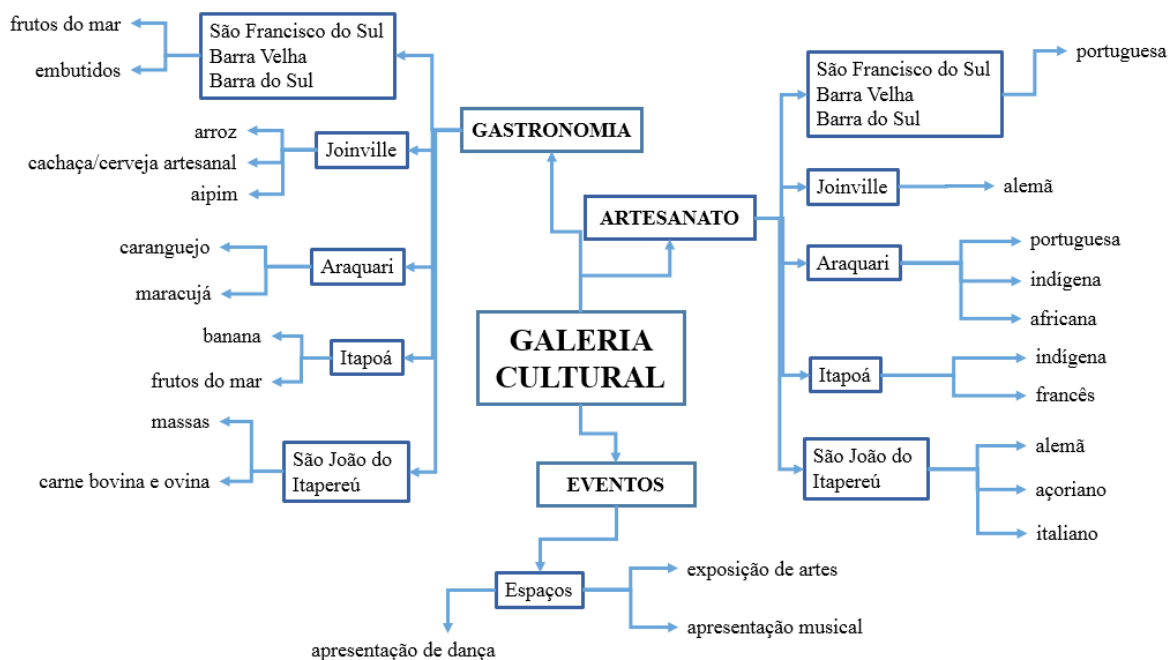 frutos do mar
embutidos
São Francisco do Sul
Barra Velha
Barra do Sul
GASTRONOMIA
arroz
cachaça/cerveja artesanal
aipim
Joinville
caranguejo
maracujá
Araquari
banana
frutos do mar
Itapoá
massas
carne bovina e ovina
São João do
Itapereú
GALERIA
CULTURAL
ARTESANATO
São Francisco do Sul
Barra Velha
Barra do Sul
portuguesa
Joinville
alemã
Araquari
portuguesa
indígena
africana
Itapoá
indígena
francês
São João do
Itapereú
alemã
açoriano
italiano
EVENTOS
Espaços
exposição de artes
apresentação musical
apresentação de dança